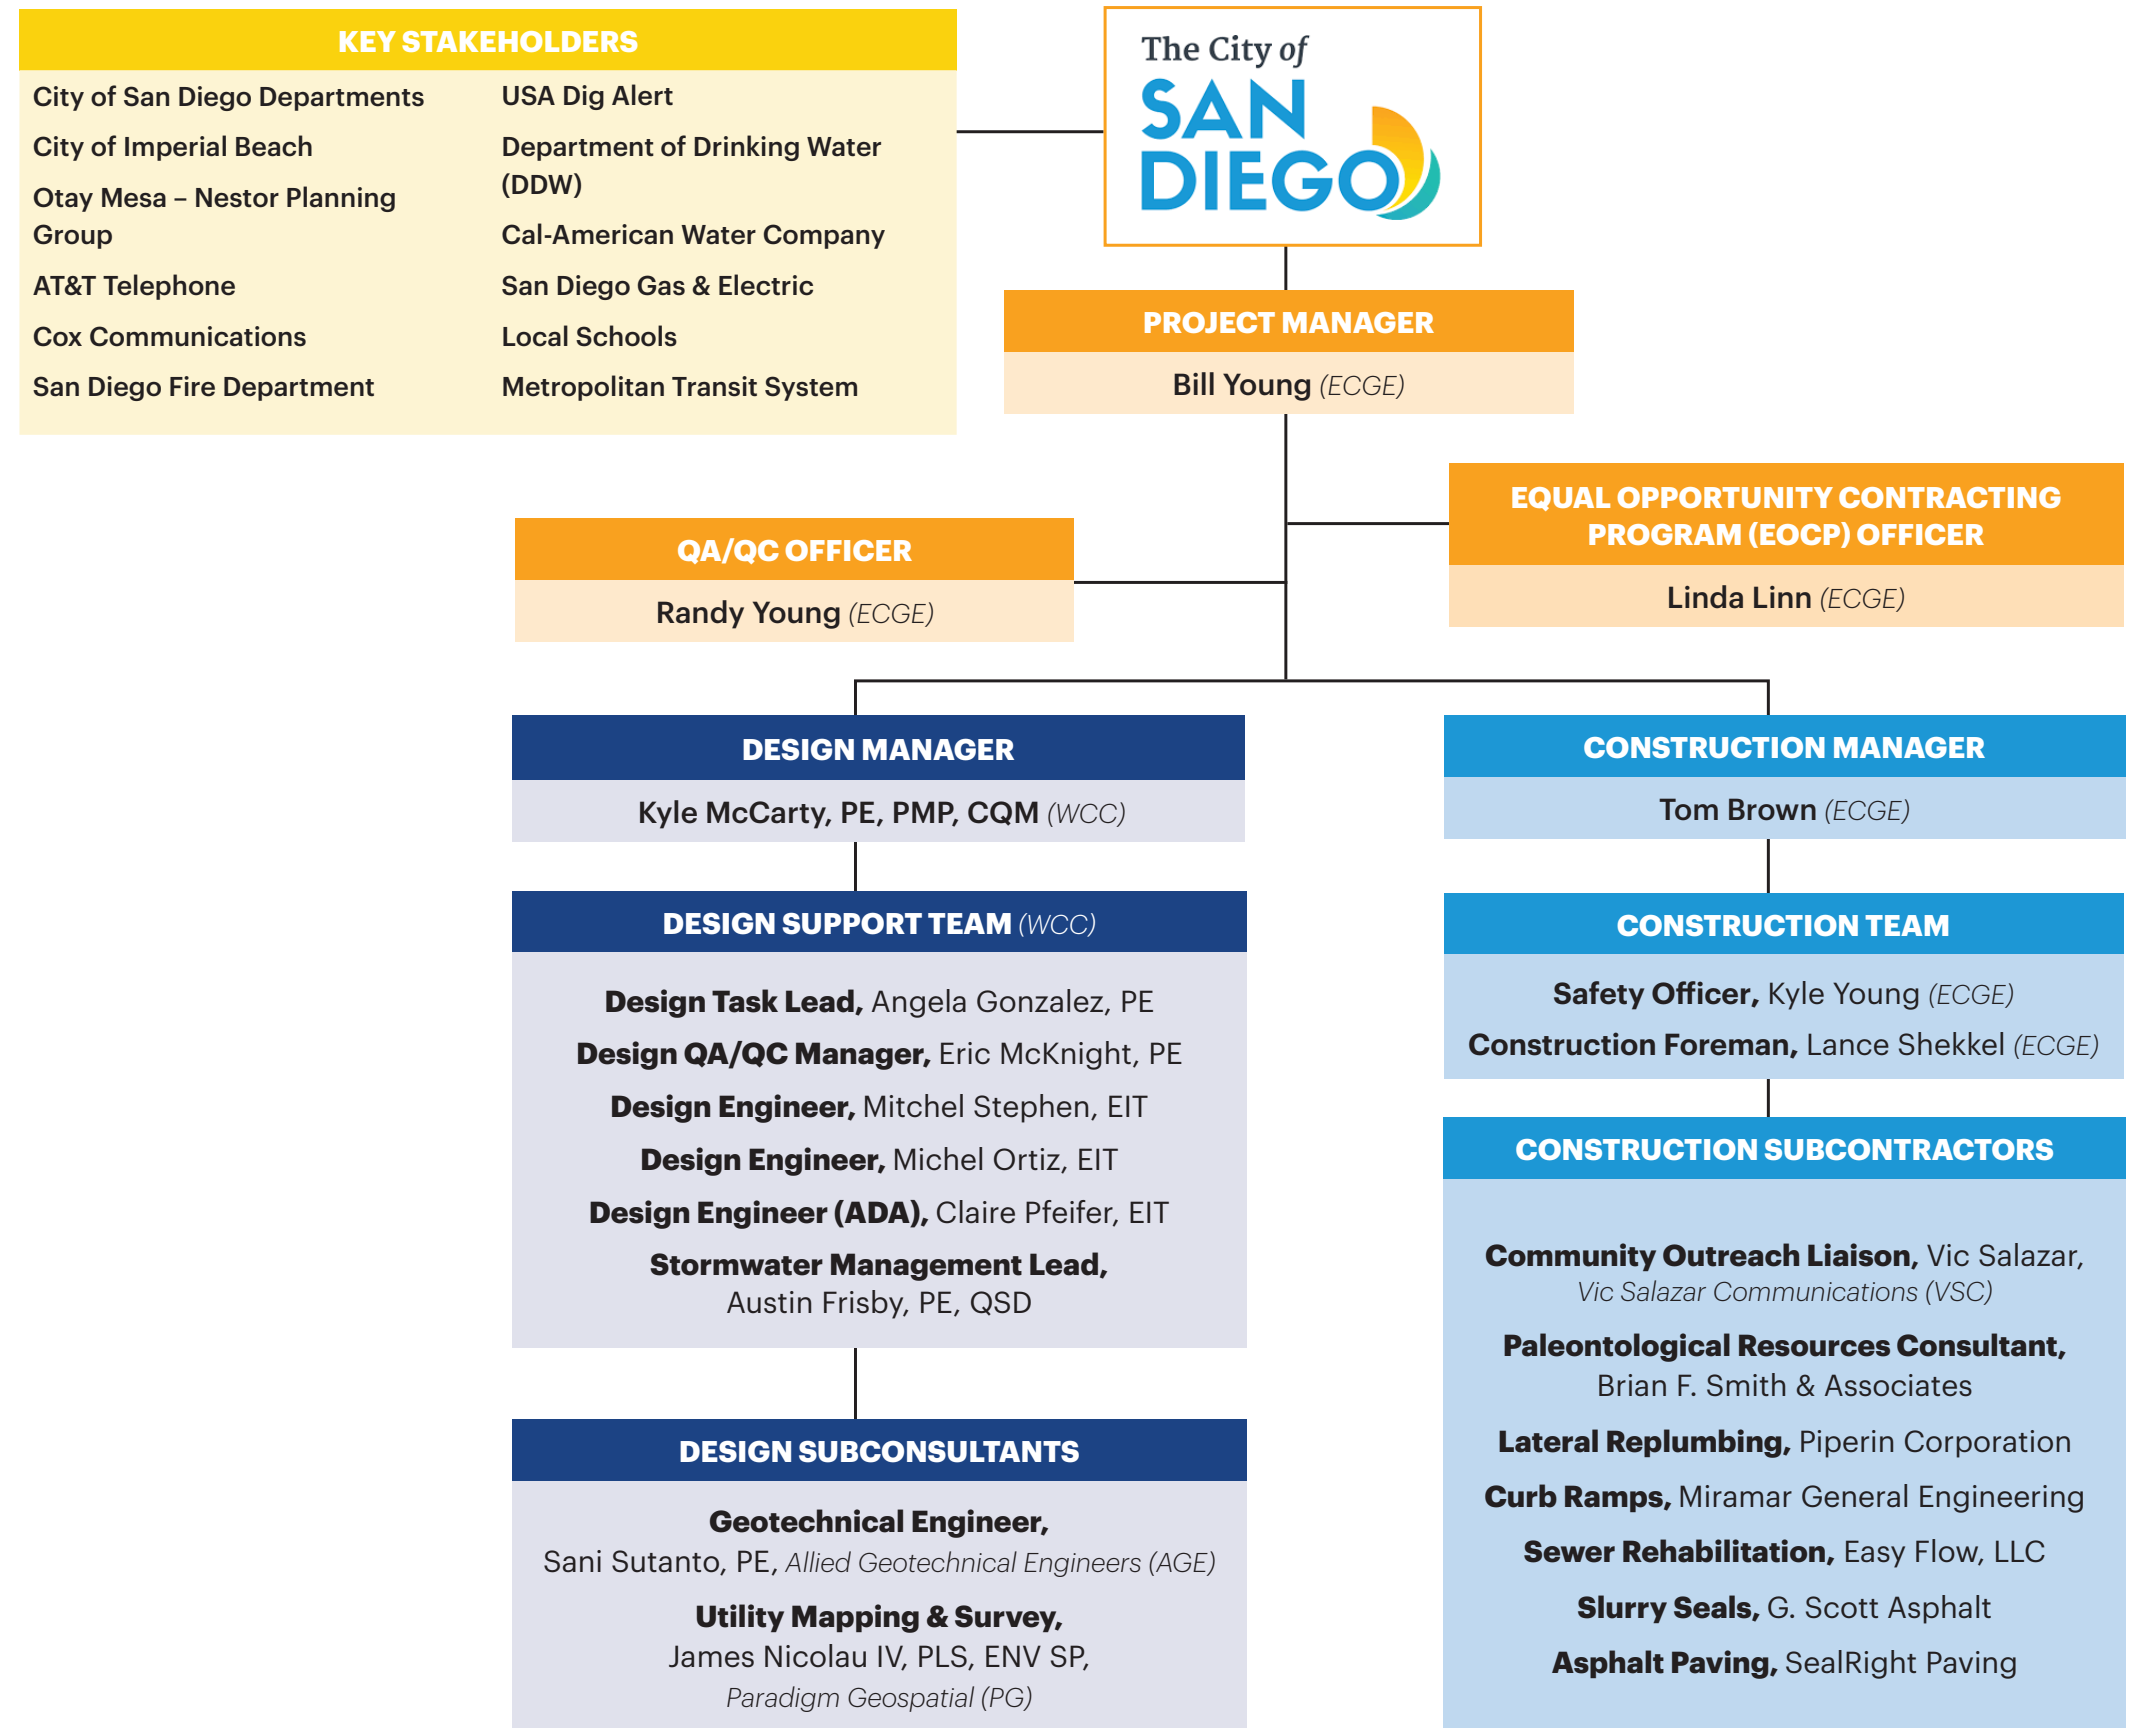 KEY STAKEHOLDERS
City of San Diego Departments
City of Imperial Beach
Otay Mesa – Nestor Planning
Group
AT&T Telephone
Cox Communications
San Diego Fire Department
USA Dig Alert
Department of Drinking Water
(DDW)
Cal-American Water Company
San Diego Gas & Electric
Local Schools
Metropolitan Transit System
The City of
SAN
DIEGO
PROJECT MANAGER
Bill Young (ECGE)
EQUAL OPPORTUNITY CONTRACTING
PROGRAM (EOCP) OFFICER
Linda Linn (ECGE)
QA/QC OFFICER
Randy Young (ECGE)
DESIGN MANAGER
Kyle McCarty, PE, PMP, CQM (WCC)
DESIGN SUPPORT TEAM (WCC)
Design Task Lead, Angela Gonzalez, PE
Design QA/QC Manager, Eric McKnight, PE
Design Engineer, Mitchel Stephen, EIT
Design Engineer, Michel Ortiz, EIT
Design Engineer (ADA), Claire Pfeifer, EIT
Stormwater Management Lead,
Austin Frisby, PE, QSD
DESIGN SUBCONSULTANTS
Geotechnical Engineer,
Sani Sutanto, PE, Allied Geotechnical Engineers (AGE)
Utility Mapping & Survey,
James Nicolau IV, PLS, ENV SP,
Paradigm Geospatial (PG)
CONSTRUCTION MANAGER
Tom Brown (ECGE)
CONSTRUCTION TEAM
Safety Officer, Kyle Young (ECGE)
Construction Foreman, Lance Shekkel (ECGE)
CONSTRUCTION SUBCONTRACTORS
Community Outreach Liaison, Vic Salazar,
Vic Salazar Communications (VSC)
Paleontological Resources Consultant,
Brian F. Smith & Associates
Lateral Replumbing, Piperin Corporation
Curb Ramps, Miramar General Engineering
Sewer Rehabilitation, Easy Flow, LLC
Slurry Seals, G. Scott Asphalt
Asphalt Paving, SealRight Paving